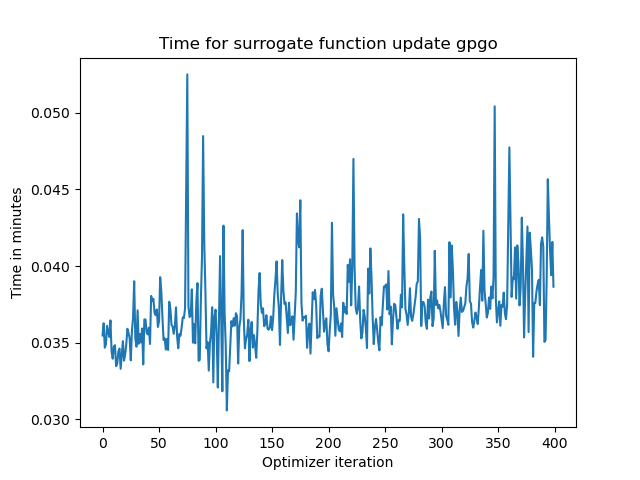 Time for surrogate function update gpgo
Time in minutes
0.050
0.045
0.040
0.035
0.030
0 50 100 150 200 250 300 350 400
Optimizer iteration